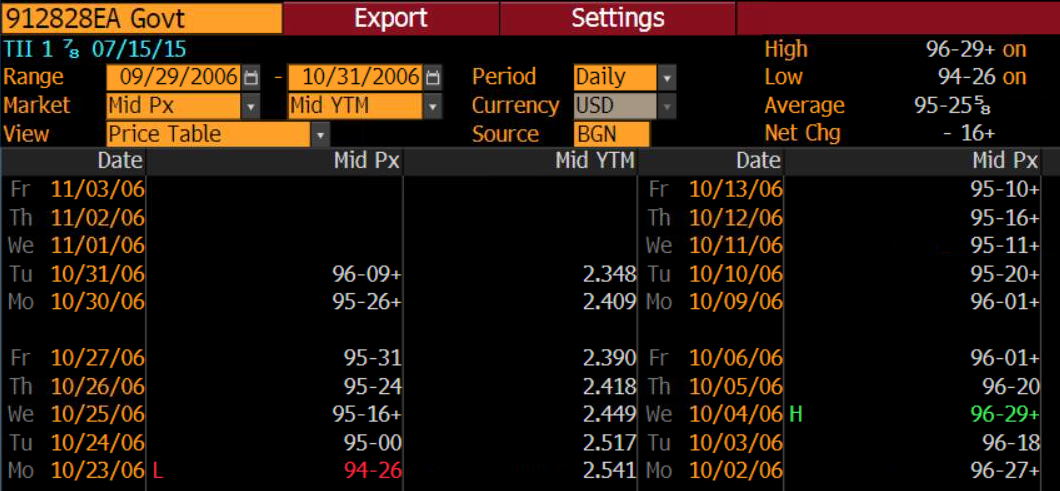 912828EA Govt Export Settings
TII 1 ⅞ 07/15/15 High 96-29+ on
Range 09/29/2006 - 10/31/2006 Period Daily Low 94-26 on
Market Mid Px Mid YTM Currency USD Average 95-25⅝
View Price Table Source BGN Net Chg - 16+
Date Mid Px Mid YTM Date Mid Px
Fr 11/03/06 Fr 10/13/06 95-10+
Th 11/02/06 Th 10/12/06 95-16+
We 11/01/06 We 10/11/06 95-11+
Tu 10/31/06 96-09+ 2.348 Tu 10/10/06 95-20+
Mo 10/30/06 95-26+ 2.409 Mo 10/09/06 96-01+
Fr 10/27/06 95-31 2.390 Fr 10/06/06 96-01+
Th 10/26/06 95-24 2.418 Th 10/05/06 96-20
We 10/25/06 95-16+ 2.449 We 10/04/06 H 96-29+
Tu 10/24/06 95-00 2.517 Tu 10/03/06 96-18
Mo 10/23/06 L 94-26 2.541 Mo 10/02/06 96-27+